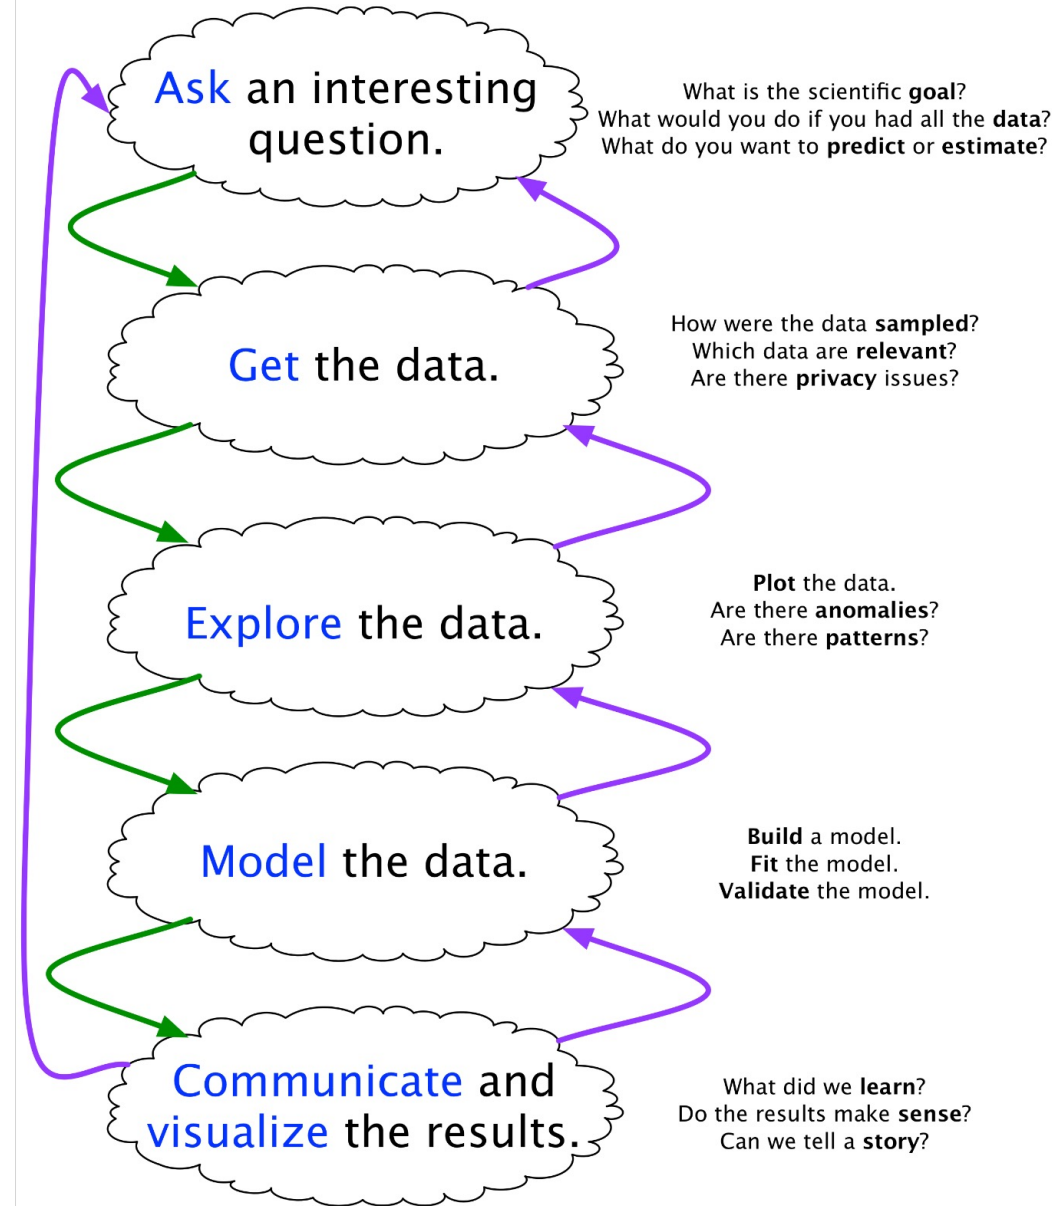 Ask an interesting
question.
What is the scientific goal?
What would you do if you had all the data?
What do you want to predict or estimate?
Get the data.
How were the data sampled?
Which data are relevant?
Are there privacy issues?
Explore the data.
Plot the data.
Are there anomalies?
Are there patterns?
Model the data.
Build a model.
Fit the model.
Validate the model.
Communicate and
visualize the results.
What did we learn?
Do the results make sense?
Can we tell a story?